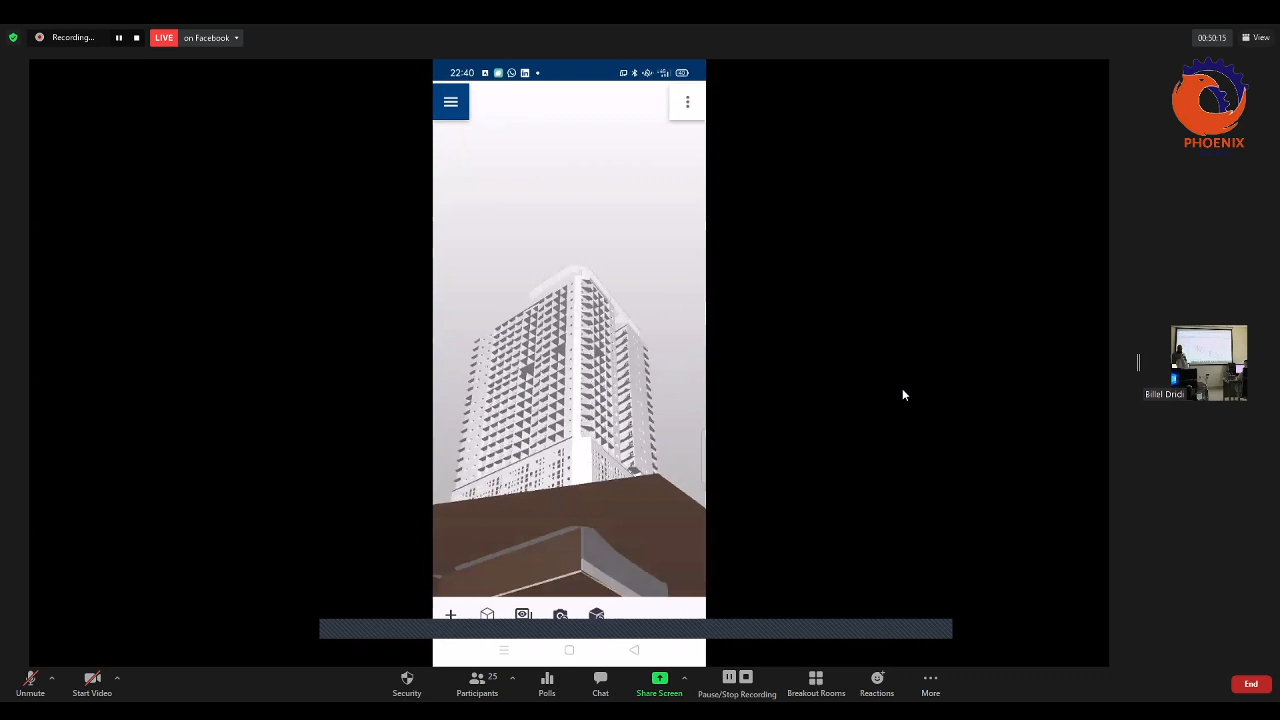 Recording...
LIVE
on Facebook
00:50:15
View
22:40
PHOENIX
Billel Dridi
Unmute
Start Video
Security
Participants
25
Polls
Chat
Share Screen
Pause/Stop Recording
Breakout Rooms
Reactions
More
End